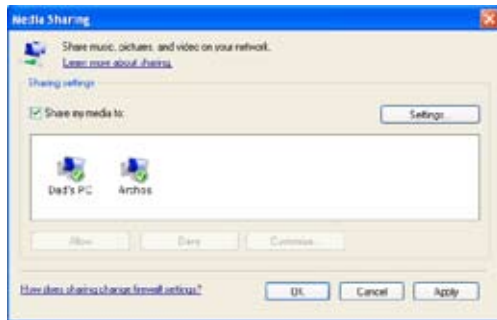 Media Sharing
Share music, pictures, and video on your network.
Learn more about sharing.
Sharing settings
Share my media to:
Settings...
Dad's PC
Archos
Allow
Deny
Customize...
How does sharing change firewall settings?
OK
Cancel
Apply